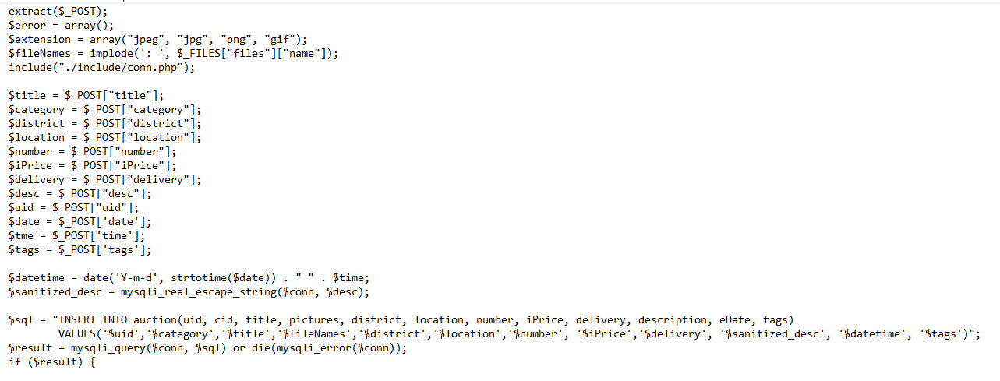 extract($_POST);
$error = array();
$extension = array("jpeg", "jpg", "png", "gif");
$fileNames = implode(': ', $_FILES["files"]["name"]);
include("./include/conn.php");

$title = $_POST["title"];
$category = $_POST["category"];
$district = $_POST["district"];
$location = $_POST["location"];
$number = $_POST["number"];
$iPrice = $_POST["iPrice"];
$delivery = $_POST["delivery"];
$desc = $_POST["desc"];
$uid = $_POST["uid"];
$date = $_POST['date'];
$tme = $_POST['time'];
$tags = $_POST['tags'];

$datetime = date('Y-m-d', strtotime($date)) . " " . $time;
$sanitized_desc = mysqli_real_escape_string($conn, $desc);

$sql = "INSERT INTO auction(uid, cid, title, pictures, district, location, number, iPrice, delivery, description, eDate, tags)
        VALUES('$uid','$category','$title','$fileNames','$district','$location','$number', '$iPrice','$delivery', '$sanitized_desc', '$datetime', '$tags')";
$result = mysqli_query($conn, $sql) or die(mysqli_error($conn));
if ($result) {